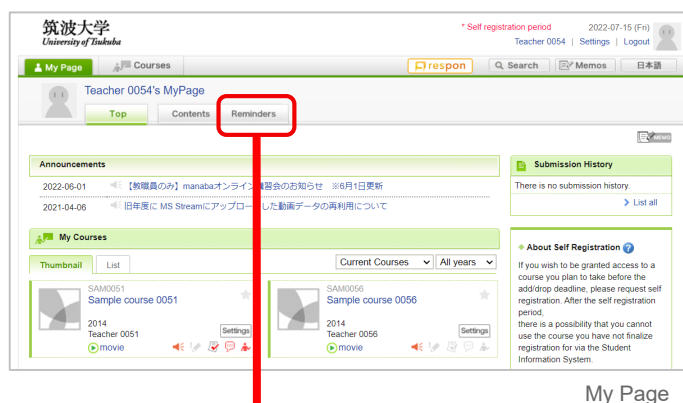 筑波大学
University of Tsukuba
* Self registration period 2022-07-15 (Fri)
Teacher 0054 | Settings | Logout
My Page Courses respon Search Memos 日本語
Teacher 0054's MyPage
Top Contents Reminders
MEMO
Announcements
2022-06-01 【教職員のみ】manabaオンライン講習会のお知らせ ※6月1日更新
2021-04-06 旧年度に MS Streamにアップロードした動画データの再利用について
Submission History
There is no submission history.
List all
My Courses
Thumbnail List Current Courses All years
SAM0051
Sample course 0051
2014
Teacher 0051 Settings
movie
SAM0056
Sample course 0056
2014
Teacher 0056 Settings
movie
About Self Registration ?
If you wish to be granted access to a
course you plan to take before the
add/drop deadline, please request self
registration. After the self registration
period,
there is a possibility that you cannot
use the course you have not finalize
registration for via the Student
Information System.
My Page